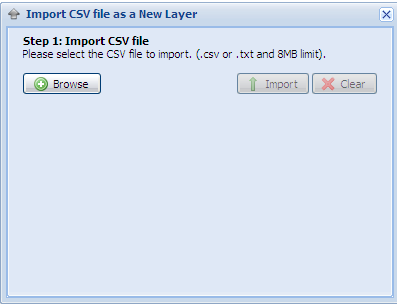 Import CSV file as a New Layer
Step 1: Import CSV file
Please select the CSV file to import. (.csv or .txt and 8MB limit).
Browse Import Clear